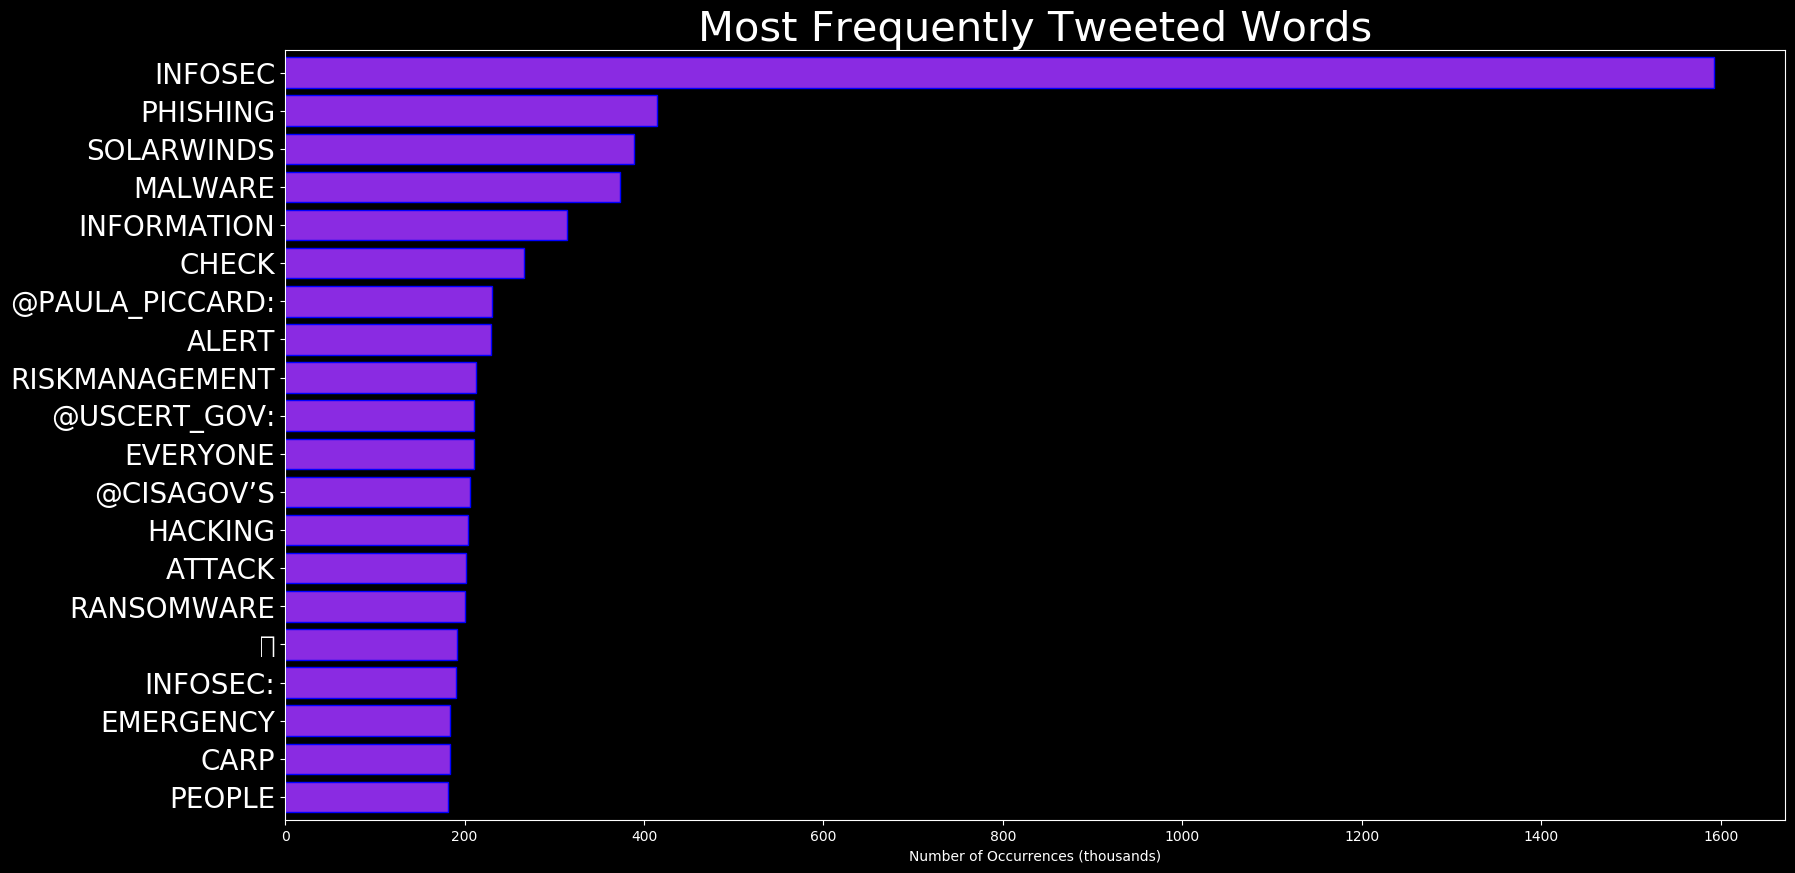 Most Frequently Tweeted Words
INFOSEC
PHISHING
SOLARWINDS
MALWARE
INFORMATION
CHECK
@PAULA_PICCARD:
ALERT
RISKMANAGEMENT
@USCERT_GOV:
EVERYONE
@CISAGOV’S
HACKING
ATTACK
RANSOMWARE
INFOSEC:
EMERGENCY
CARP
PEOPLE
0 200 400 600 800 1000 1200 1400 1600
Number of Occurrences (thousands)